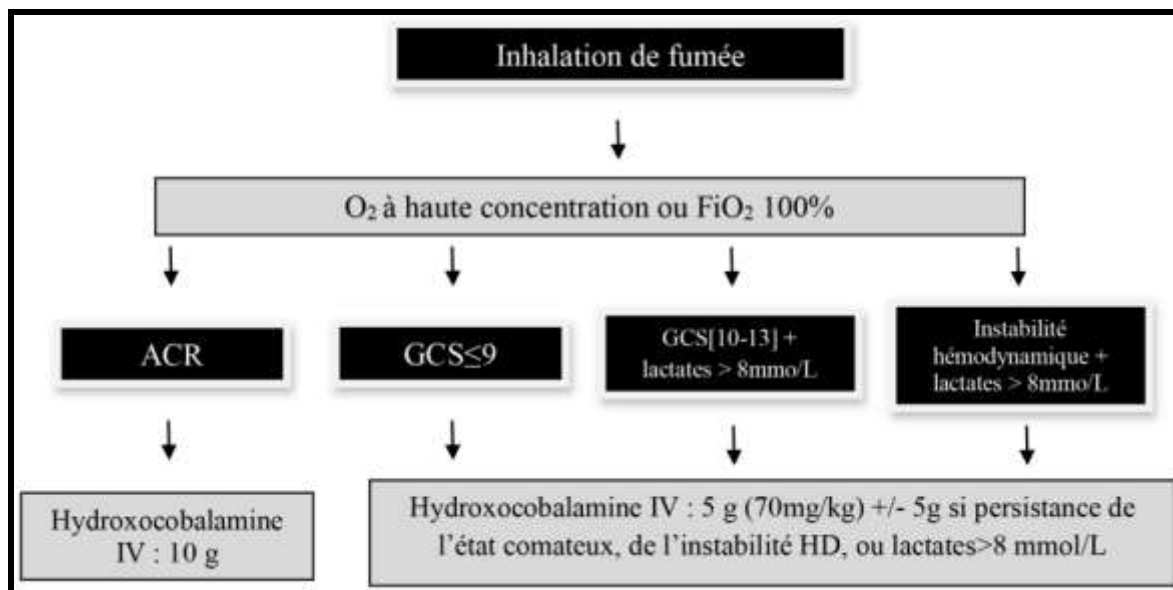 Inhalation de fumée
O₂ à haute concentration ou FiO₂ 100%
ACR
GCS≤9
GCS[10-13] +
lactates > 8mmo/L
Instabilité
hémodynamique +
lactates > 8mmo/L
Hydroxocobalamine
IV : 10 g
Hydroxocobalamine IV : 5 g (70mg/kg) +/- 5g si persistance de
l'état comateux, de l'instabilité HD, ou lactates>8 mmol/L